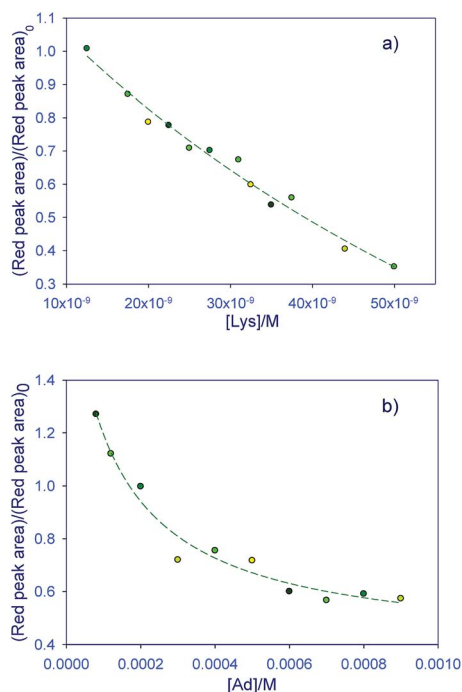 a)
(Red peak area)/(Red peak area)0
1.1
1.0
0.9
0.8
0.7
0.6
0.5
0.4
0.3
10x10-9 20x10-9 30x10-9 40x10-9 50x10-9
[Lys]/M
b)
(Red peak area)/(Red peak area)0
1.4
1.2
1.0
0.8
0.6
0.4
0.0000 0.0002 0.0004 0.0006 0.0008 0.0010
[Ad]/M